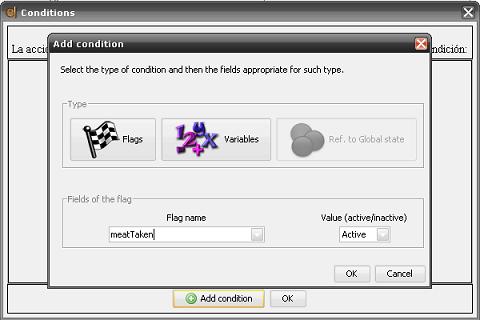 Conditions
Add condition
La acció
ndición:
Select the type of condition and then the fields appropriate for such type.
Type
Flags
Variables
Ref. to Global state
Fields of the flag
Flag name
Value (active/inactive)
meatTaken
Active
OK
Cancel
Add condition
OK